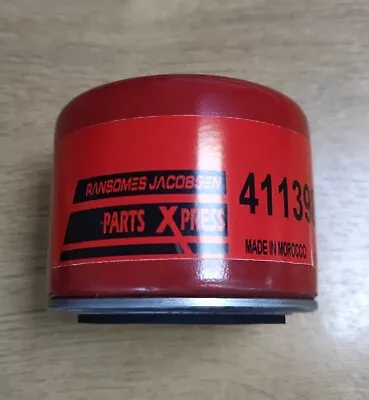 RANSOMES JACOBSEN
PARTS XPRESS
41139
MADE IN MOROCCO